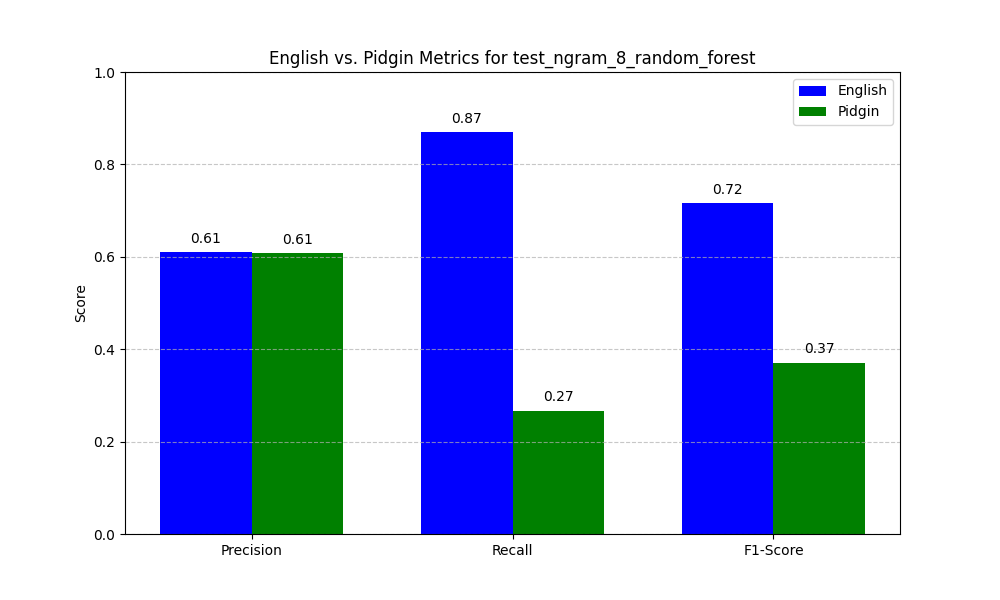 English vs. Pidgin Metrics for test_ngram_8_random_forest
English
Pidgin
Score
1.0
0.8
0.6
0.4
0.2
0.0
0.61
0.61
0.87
0.27
0.72
0.37
Precision
Recall
F1-Score